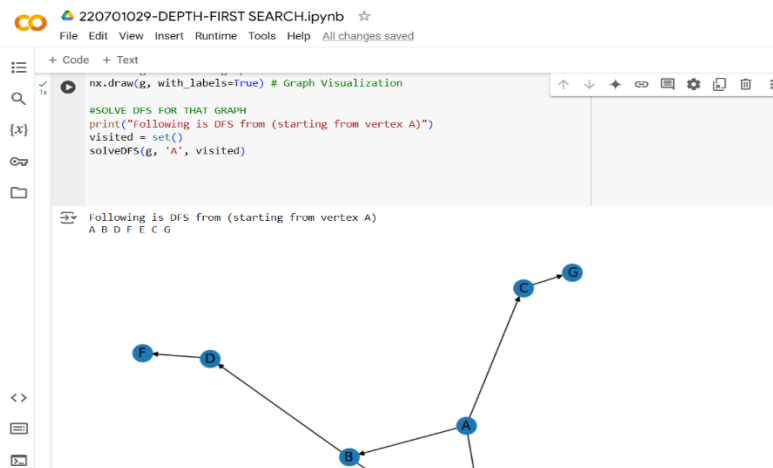 220701029-DEPTH-FIRST SEARCH.ipynb
File Edit View Insert Runtime Tools Help All changes saved
+ Code + Text
1s
nx.draw(g, with_labels=True) # Graph Visualization
#SOLVE DFS FOR THAT GRAPH
print("Following is DFS from (starting from vertex A)")
visited = set()
solveDFS(g, 'A', visited)
{x}
Following is DFS from (starting from vertex A)
A B D F E C G
G
C
F
D
A
B